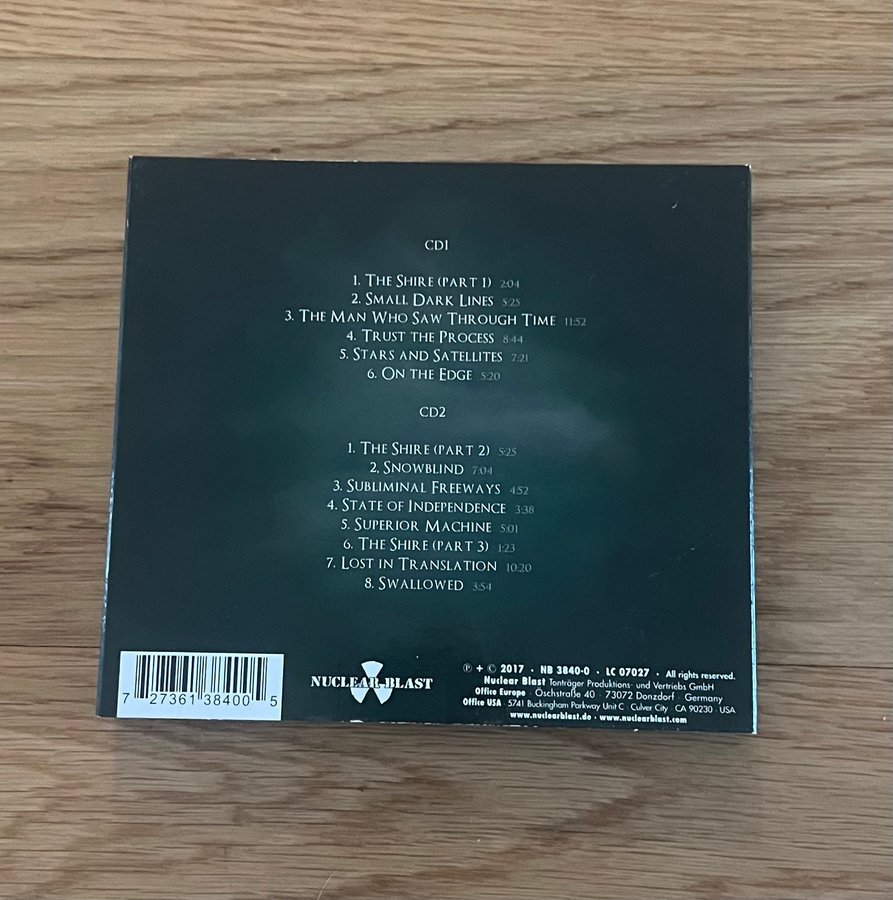 CD1
1. The Shire (Part 1) 2:04
2. Small Dark Lines 5:25
3. The Man Who Saw Through Time 11:52
4. Trust the Process 8:44
5. Stars and Satellites 7:21
6. On the Edge 5:20
CD2
1. The Shire (Part 2) 5:25
2. Snowblind 7:04
3. Subliminal Freeways 4:52
4. State of Independence 3:38
5. Superior Machine 5:01
6. The Shire (Part 3) 1:23
7. Lost in Translation 10:20
8. Swallowed 3:54
7 27361 38400 5
NUCLEAR BLAST
℗ + © 2017 · NB 3840-0 · LC 07027 · All rights reserved.
Nuclear Blast Tonträger Produktions- und Vertriebs GmbH
Office Europe · Öschstraße 40 · 73072 Donzdorf · Germany
Office USA · 5741 Buckingham Parkway Unit C · Culver City · CA 90230 · USA
www.nuclearblast.de · www.nuclearblast.com